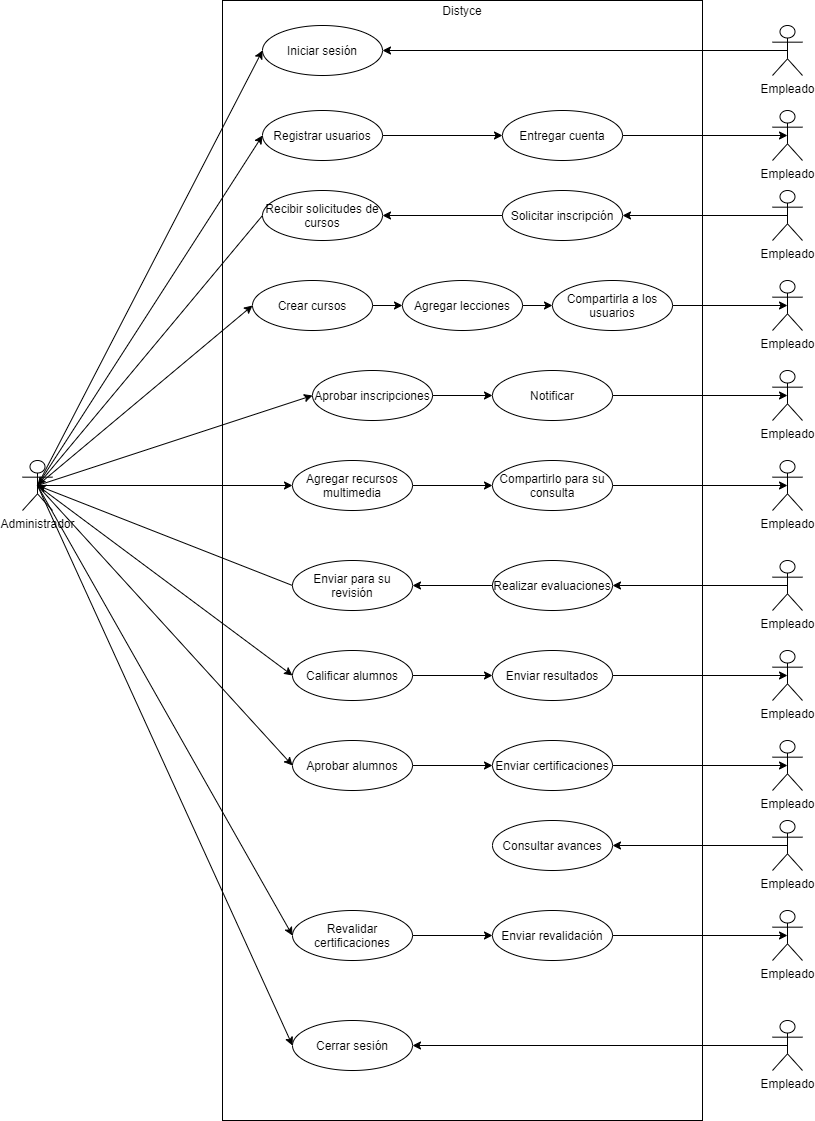 Distyce
Iniciar sesión
Empleado
Registrar usuarios
Entregar cuenta
Empleado
Recibir solicitudes de
cursos
Solicitar inscripción
Empleado
Crear cursos
Agregar lecciones
Compartirla a los
usuarios
Empleado
Aprobar inscripciones
Notificar
Empleado
Administrador
Agregar recursos
multimedia
Compartirlo para su
consulta
Empleado
Enviar para su
revisión
Realizar evaluaciones
Empleado
Calificar alumnos
Enviar resultados
Empleado
Aprobar alumnos
Enviar certificaciones
Empleado
Consultar avances
Empleado
Revalidar
certificaciones
Enviar revalidación
Empleado
Cerrar sesión
Empleado